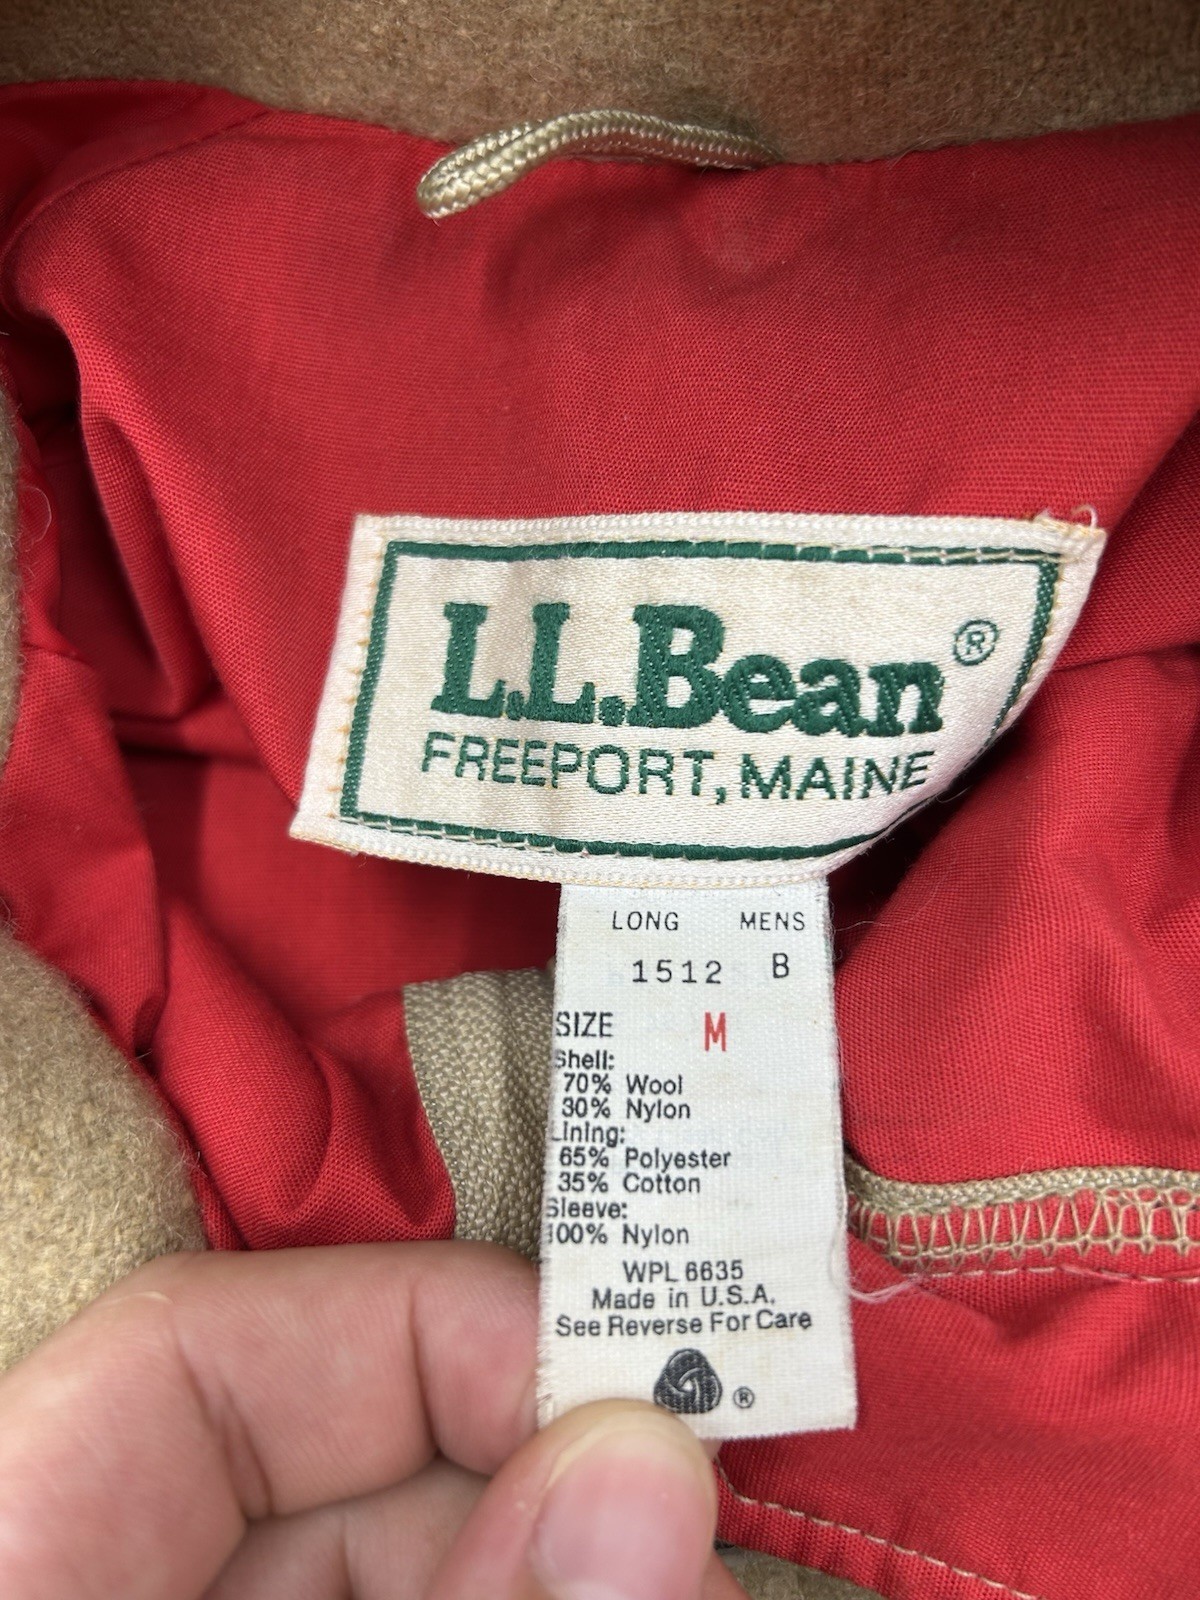 L.L.Bean®
FREEPORT, MAINE
LONG MENS
1512 B
SIZE M
Shell:
70% Wool
30% Nylon
Lining:
65% Polyester
35% Cotton
Sleeve:
100% Nylon
WPL 6635
Made in U.S.A.
See Reverse For Care
®